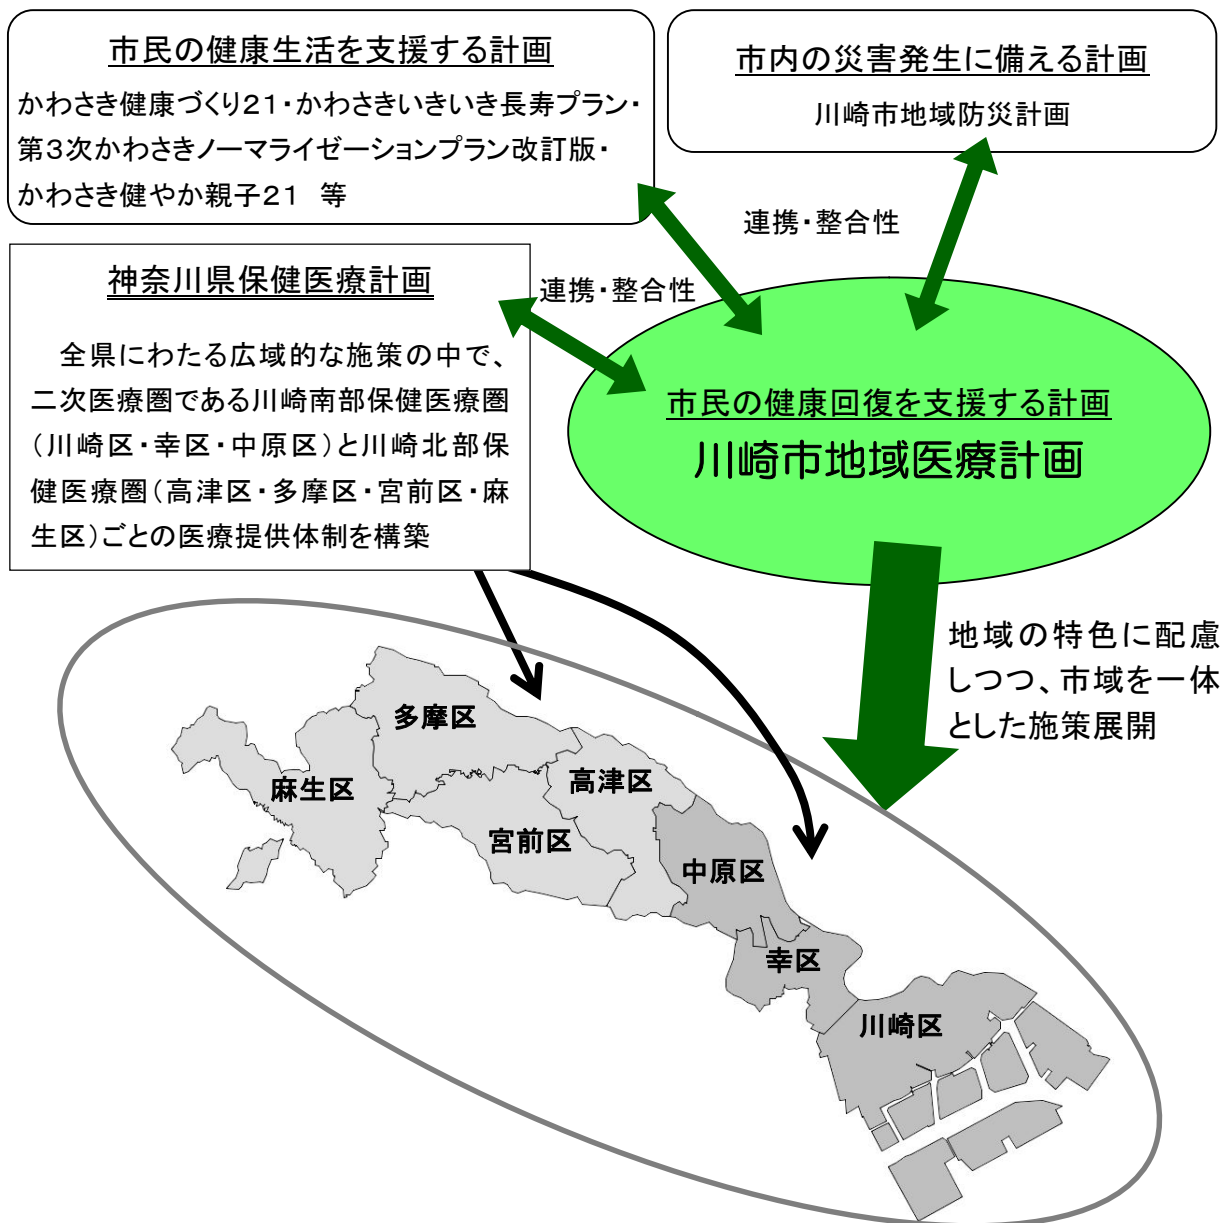 市民の健康生活を支援する計画
かわさき健康づくり21・かわさきいきいき長寿プラン・
第3次かわさきノーマライゼーションプラン改訂版・
かわさき健やか親子21　等
市内の災害発生に備える計画
川崎市地域防災計画
連携・整合性
神奈川県保健医療計画
全県にわたる広域的な施策の中で、
二次医療圏である川崎南部保健医療圏
(川崎区・幸区・中原区)と川崎北部保
健医療圏(高津区・多摩区・宮前区・麻
生区)ごとの医療提供体制を構築
連携・整合性
市民の健康回復を支援する計画
川崎市地域医療計画
地域の特色に配慮
しつつ、市域を一体
とした施策展開
多摩区
麻生区
高津区
宮前区
中原区
幸区
川崎区